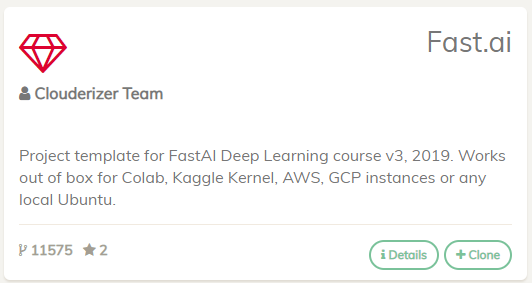 Fast.ai
Clouderizer Team
Project template for FastAI Deep Learning course v3, 2019. Works
out of box for Colab, Kaggle Kernel, AWS, GCP instances or any
local Ubuntu.
11575 2
Details Clone